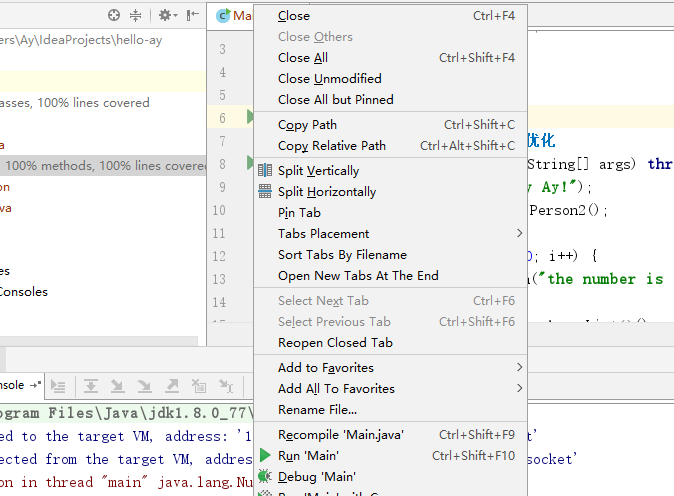 Mai
ers\Ay\IdeaProjects\hello-ay
asses, 100% lines covered
a
100% methods, 100% lines covered
on
va
es
Consoles
3
4
5
6
7
8
9
10
11
12
13
14
优化
String[] args) thr
y Ay!");
Person2();
0; i++) {
("the number is
Close Ctrl+F4
Close Others
Close All Ctrl+Shift+F4
Close Unmodified
Close All but Pinned
Copy Path Ctrl+Shift+C
Copy Relative Path Ctrl+Alt+Shift+C
Split Vertically
Split Horizontally
Pin Tab
Tabs Placement
Sort Tabs By Filename
Open New Tabs At The End
Select Next Tab Ctrl+F6
Select Previous Tab Ctrl+Shift+F6
Reopen Closed Tab
Add to Favorites
Add All To Favorites
Rename File...
Recompile 'Main.java' Ctrl+Shift+F9
Run 'Main' Ctrl+Shift+F10
Debug 'Main'
nsole
ogram Files\Java\jdk1.8.0_77\
ed to the target VM, address: '1 t'
ected from the target VM, addres socket'
on in thread "main" java.lang.Nu